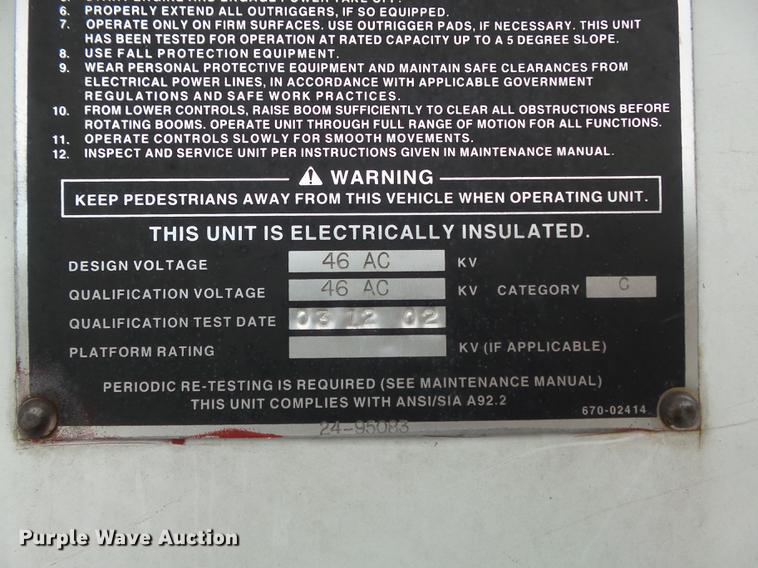 6. PROPERLY EXTEND ALL OUTRIGGERS, IF SO EQUIPPED.
7. OPERATE ONLY ON FIRM SURFACES. USE OUTRIGGER PADS, IF NECESSARY. THIS UNIT
HAS BEEN TESTED FOR OPERATION AT RATED CAPACITY UP TO A 5 DEGREE SLOPE.
8. USE FALL PROTECTION EQUIPMENT.
9. WEAR PERSONAL PROTECTIVE EQUIPMENT AND MAINTAIN SAFE CLEARANCES FROM
ELECTRICAL POWER LINES, IN ACCORDANCE WITH APPLICABLE GOVERNMENT
REGULATIONS AND SAFE WORK PRACTICES.
10. FROM LOWER CONTROLS, RAISE BOOM SUFFICIENTLY TO CLEAR ALL OBSTRUCTIONS BEFORE
ROTATING BOOMS. OPERATE UNIT THROUGH FULL RANGE OF MOTION FOR ALL FUNCTIONS.
11. OPERATE CONTROLS SLOWLY FOR SMOOTH MOVEMENTS.
12. INSPECT AND SERVICE UNIT PER INSTRUCTIONS GIVEN IN MAINTENANCE MANUAL.
WARNING
KEEP PEDESTRIANS AWAY FROM THIS VEHICLE WHEN OPERATING UNIT.
THIS UNIT IS ELECTRICALLY INSULATED.
DESIGN VOLTAGE 46 AC KV
QUALIFICATION VOLTAGE 46 AC KV CATEGORY C
QUALIFICATION TEST DATE 03 12 02
PLATFORM RATING KV (IF APPLICABLE)
PERIODIC RE-TESTING IS REQUIRED (SEE MAINTENANCE MANUAL)
THIS UNIT COMPLIES WITH ANSI/SIA A92.2
670-02414
24-95083
Purple Wave Auction